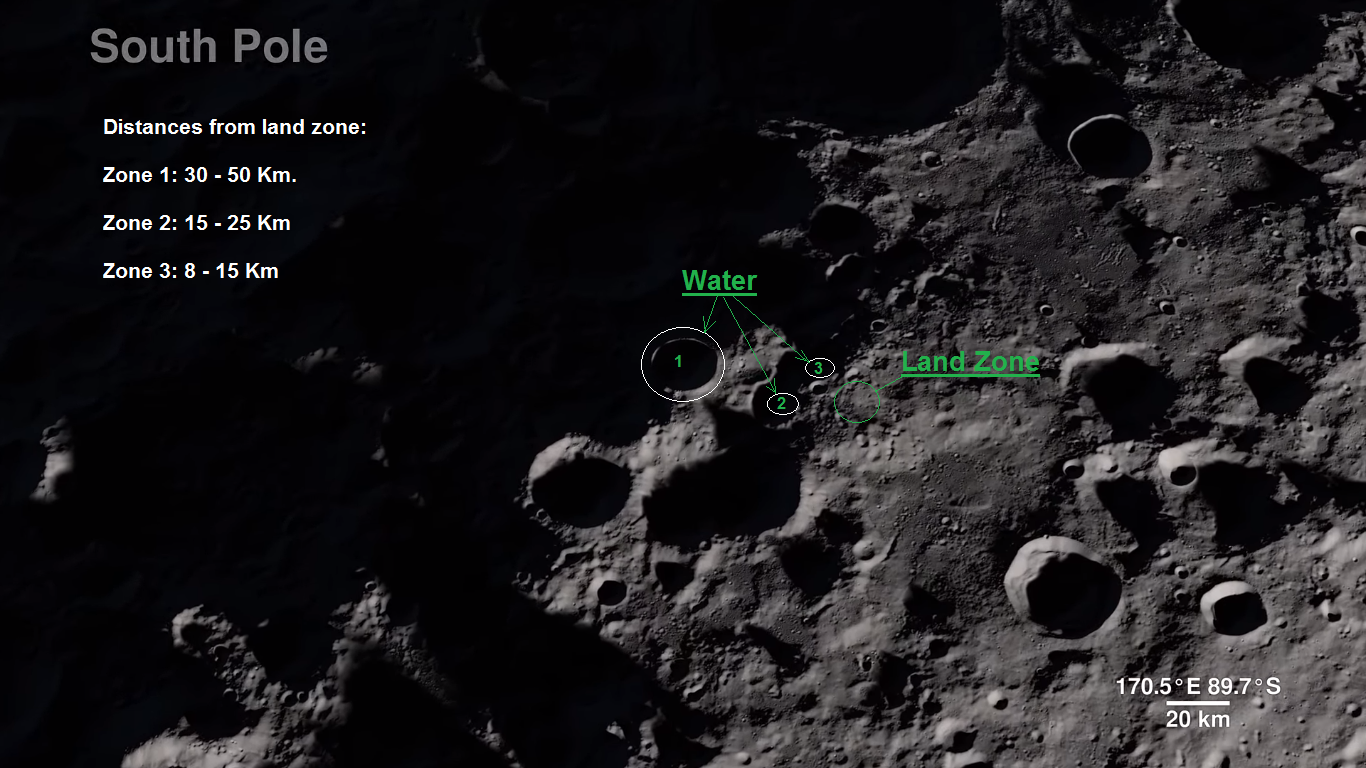 South Pole
Distances from land zone:
Zone 1: 30 - 50 Km.
Zone 2: 15 - 25 Km
Zone 3: 8 - 15 Km
Water
1
3
Land Zone
2
170.5°E 89.7°S
20 km